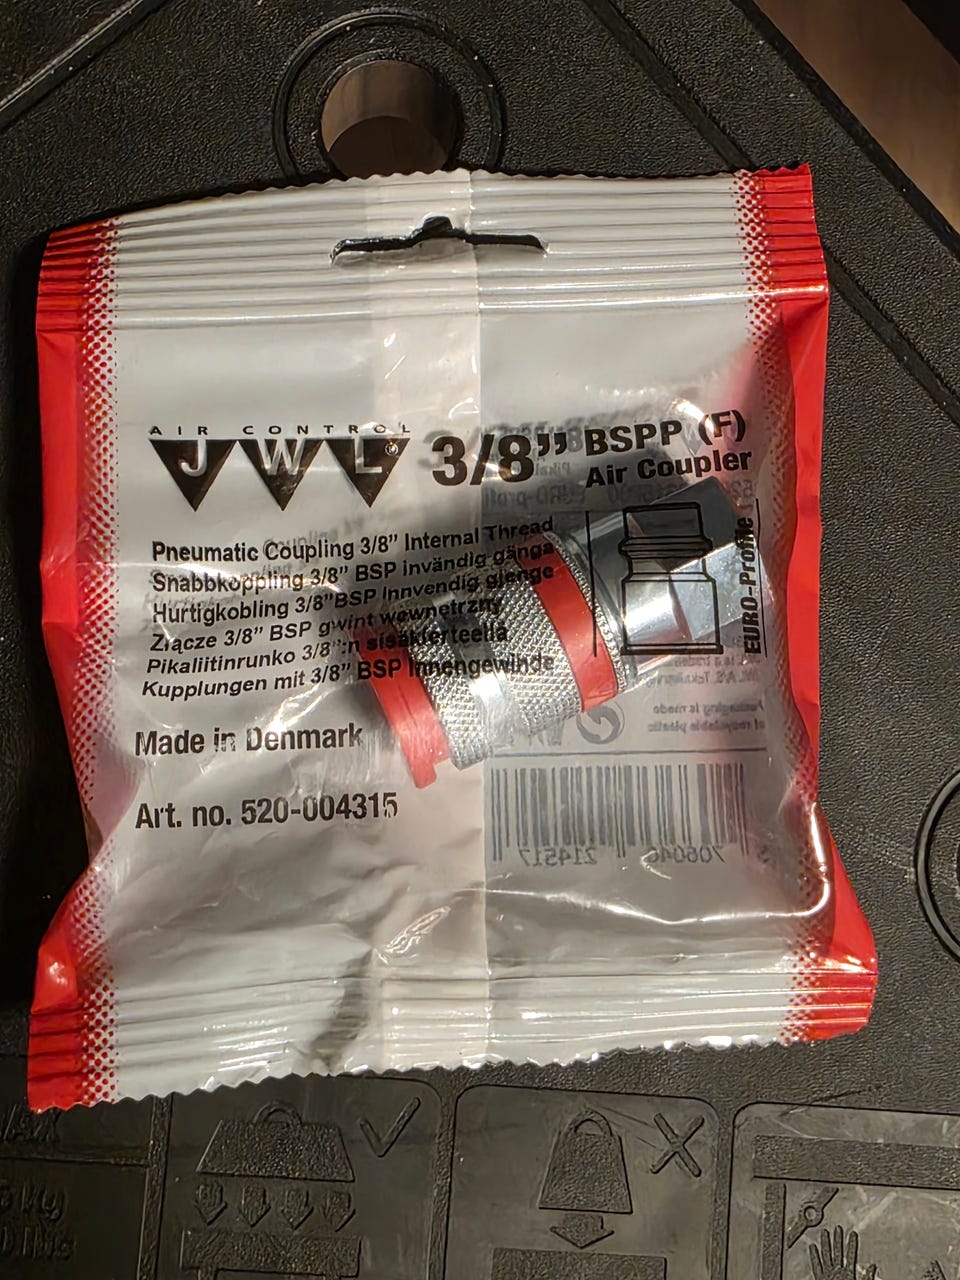 AIR CONTROL
JWL®
3/8” BSPP (F)
Air Coupler
Pneumatic Coupling 3/8” Internal Thread
Snabbkoppling 3/8” BSP invändig gänga
Hurtigkobling 3/8”BSP innvendig gjenge
Złącze 3/8” BSP gwint wewnętrzny
Pikaliitinrunko 3/8”:n sisäkierteellä
Kupplungen mit 3/8” BSP Innengewinde
EURO-Profile
Made in Denmark
Art. no. 520-004315
706046 214517